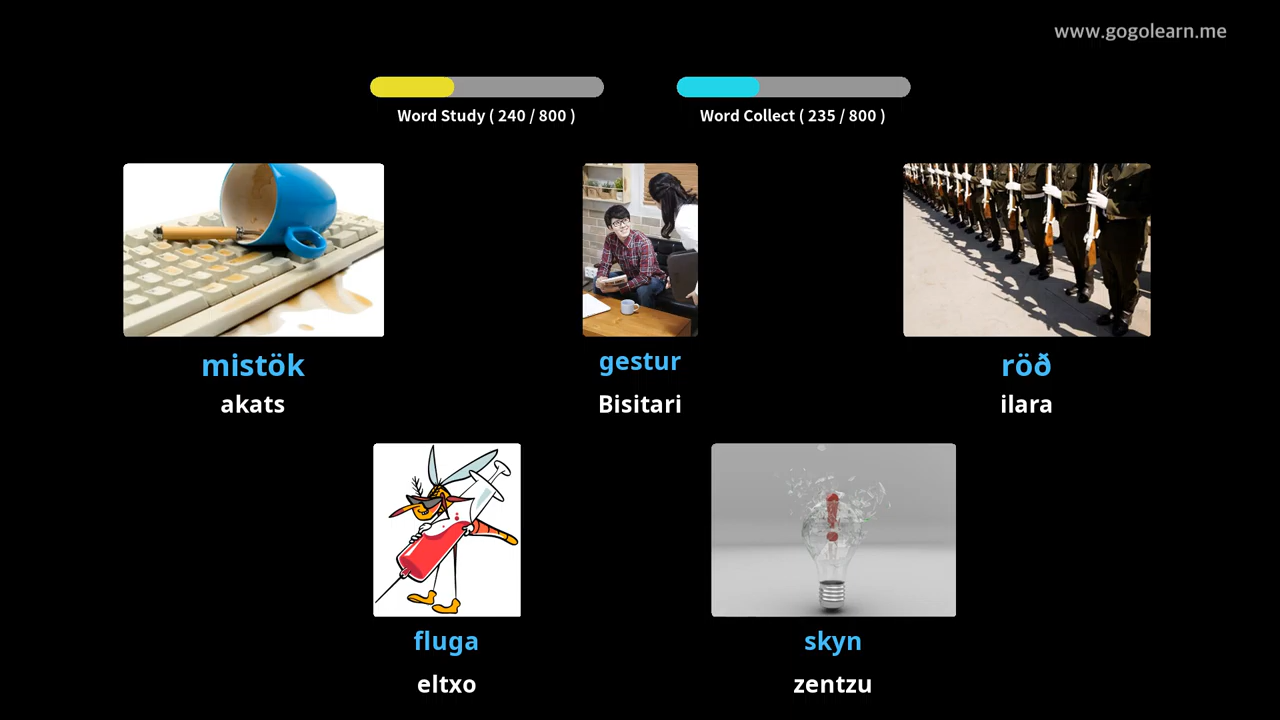 www.gogolearn.me
Word Study ( 240 / 800 )
Word Collect ( 235 / 800 )
mistök
akats
gestur
Bisitari
röð
ilara
fluga
eltxo
skyn
zentzu